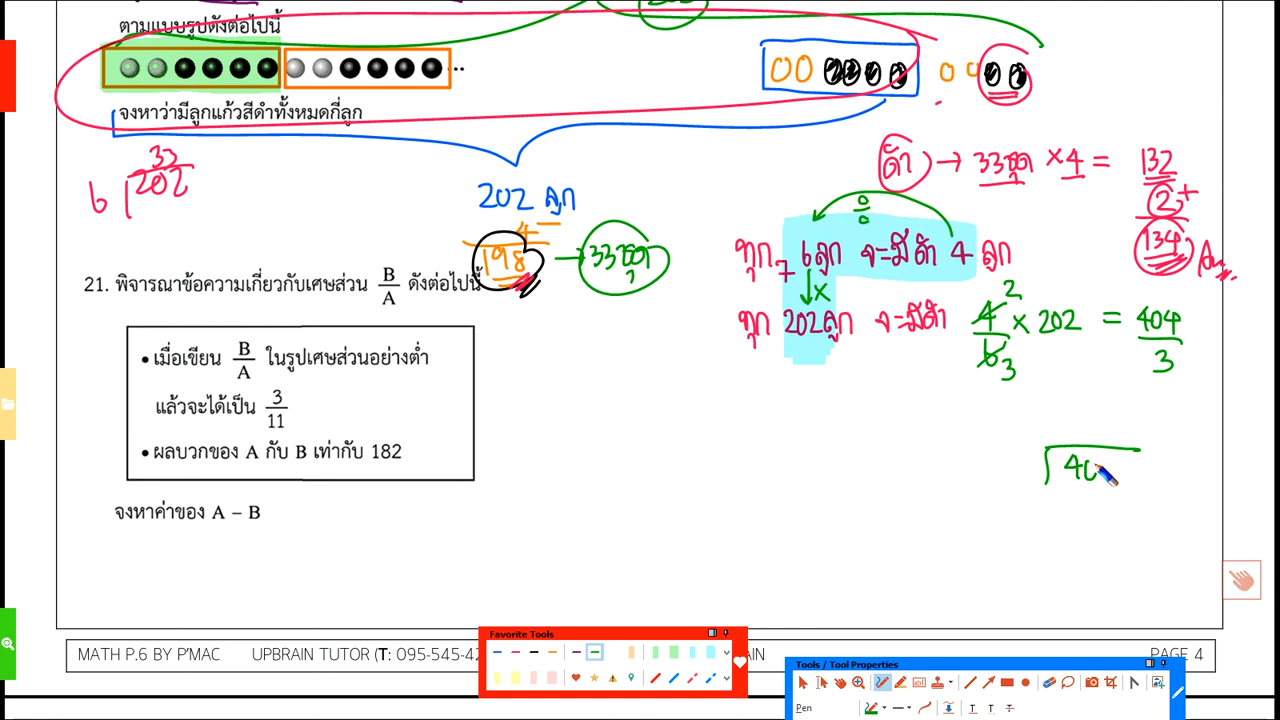 ตามแบบรูปดังต่อไปนี้
...
จงหาว่ามีลูกแก้วสีดำทั้งหมดกี่ลูก
33
6 202
202 ลูก
4
198 → 33ชุด
ดำ → 33ชุด × 4 = 132
2 +
134 Ans.
ทุก 6ลูก จะมีดำ 4 ลูก
7
×
ทุก 202ลูก จะมีดำ 4/6 × 202 = 404/3
2
3
40
21. พิจารณาข้อความเกี่ยวกับเศษส่วน B/A ดังต่อไปนี้
• เมื่อเขียน B/A ในรูปเศษส่วนอย่างต่ำ
แล้วจะได้เป็น 3/11
• ผลบวกของ A กับ B เท่ากับ 182
จงหาค่าของ A – B
MATH P.6 BY P'MAC UPBRAIN TUTOR (T: 095-545-42 AIN PAGE 4
Favorite Tools
Tools / Tool Properties
Pen